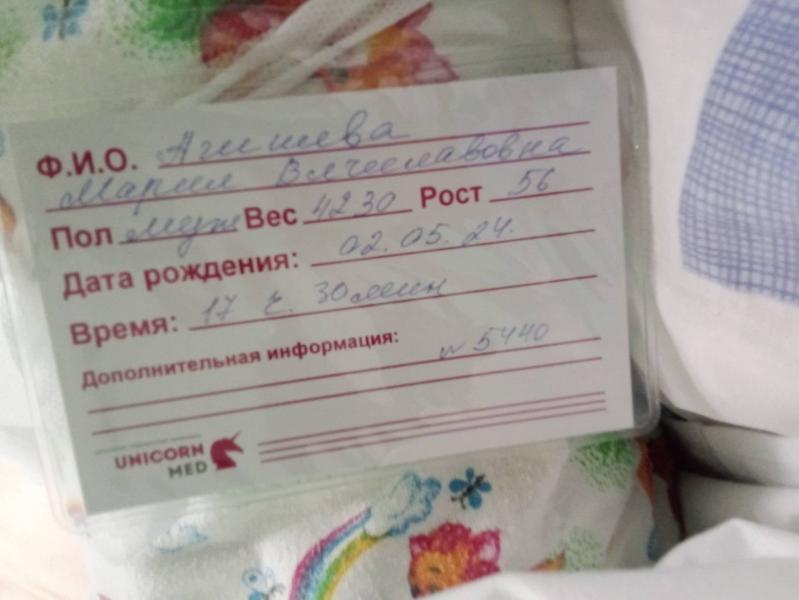 Ф.И.О. Агишева
Мария Вячеславовна
Пол муж Вес 4230 Рост 56
Дата рождения: 02.05.24.
Время: 17 ч. 30 мин
Дополнительная информация:
№ 5440
UNICORN
MED